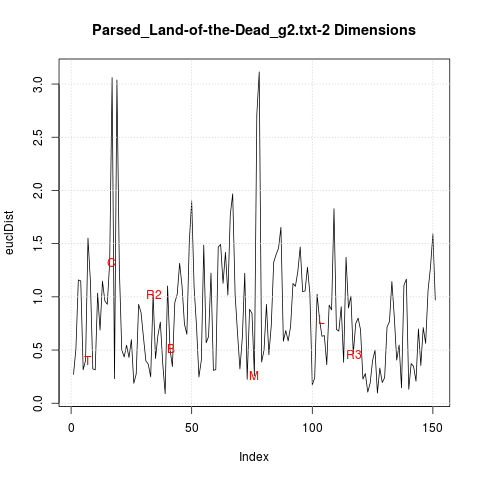 Parsed_Land-of-the-Dead_g2.txt-2 Dimensions
euclDist
3.0
2.5
2.0
1.5
1.0
0.5
0.0
C
R2
T
B
M
T
R3
0
50
100
150
Index